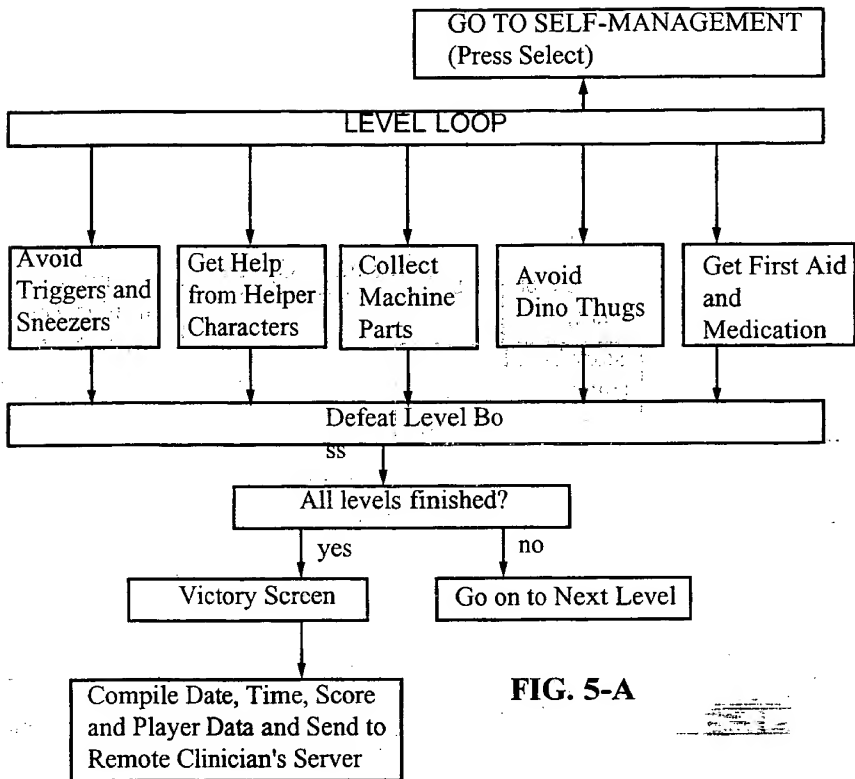 GO TO SELF-MANAGEMENT
(Press Select)
LEVEL LOOP
Avoid
Triggers and
Sneezers
Get Help
from Helper
Characters
Collect
Machine
Parts
Avoid
Dino Thugs
Get First Aid
and
Medication
Defeat Level Bo
ss
All levels finished?
yes
no
Victory Screen
Go on to Next Level
Compile Date, Time, Score
and Player Data and Send to
Remote Clinician's Server
FIG. 5-A